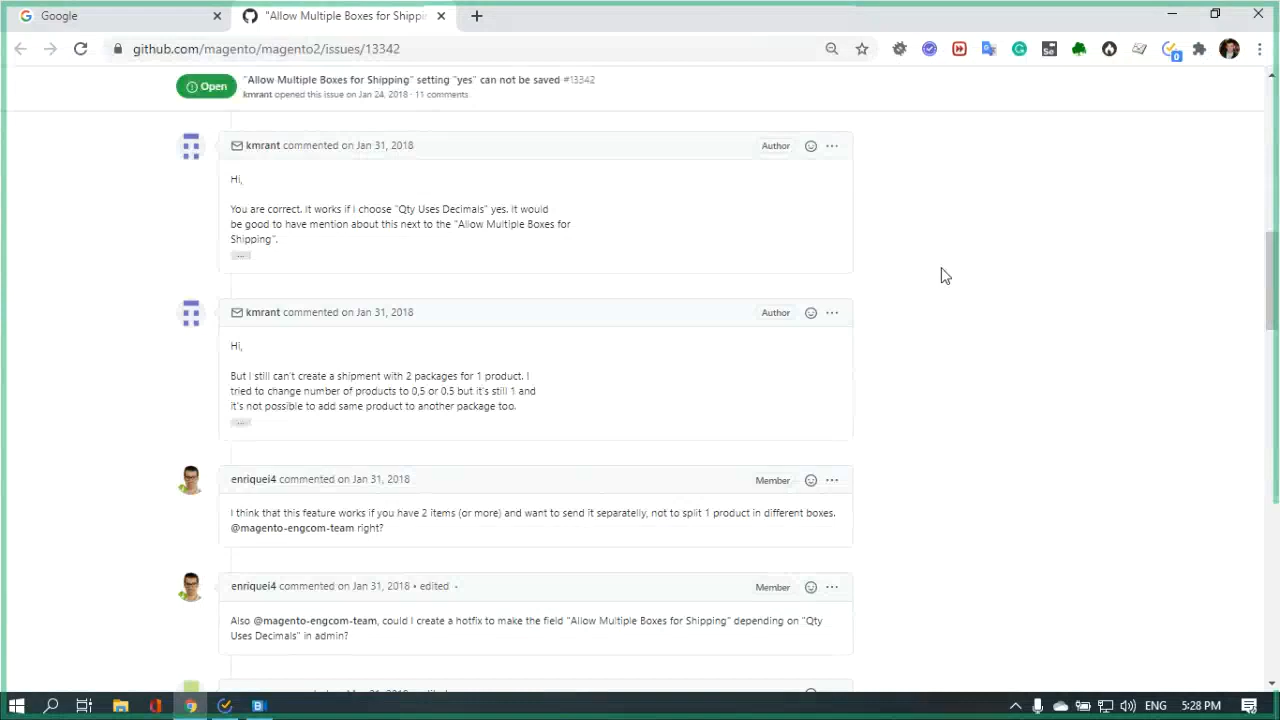 Google
"Allow Multiple Boxes for Shippi
github.com/magento/magento2/issues/13342
Open
"Allow Multiple Boxes for Shipping" setting "yes" can not be saved #13342
kmrant opened this issue on Jan 24, 2018 · 11 comments
kmrant commented on Jan 31, 2018
Author
Hi,
You are correct. It works if I choose "Qty Uses Decimals" yes. It would
be good to have mention about this next to the "Allow Multiple Boxes for
Shipping".
...
kmrant commented on Jan 31, 2018
Author
Hi,
But I still can't create a shipment with 2 packages for 1 product. I
tried to change number of products to 0,5 or 0.5 but it's still 1 and
it's not possible to add same product to another package too.
...
enriquei4 commented on Jan 31, 2018
Member
I think that this feature works if you have 2 items (or more) and want to send it separatelly, not to split 1 product in different boxes.
@magento-engcom-team right?
enriquei4 commented on Jan 31, 2018 • edited
Member
Also @magento-engcom-team, could I create a hotfix to make the field "Allow Multiple Boxes for Shipping" depending on "Qty
Uses Decimals" in admin?
ENG
5:28 PM